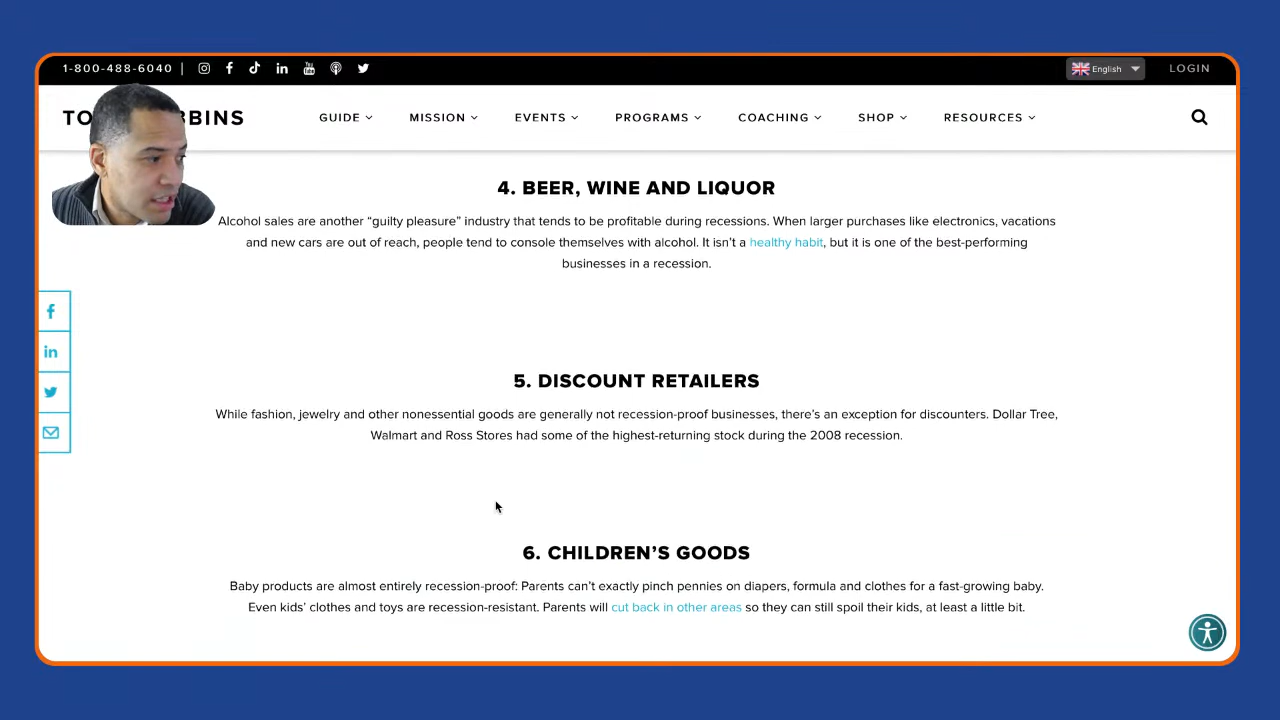 1-800-488-6040 |
English
LOGIN
TO BBINS
GUIDE
MISSION
EVENTS
PROGRAMS
COACHING
SHOP
RESOURCES
4. BEER, WINE AND LIQUOR
Alcohol sales are another “guilty pleasure” industry that tends to be profitable during recessions. When larger purchases like electronics, vacations
and new cars are out of reach, people tend to console themselves with alcohol. It isn’t a healthy habit, but it is one of the best-performing
businesses in a recession.
5. DISCOUNT RETAILERS
While fashion, jewelry and other nonessential goods are generally not recession-proof businesses, there’s an exception for discounters. Dollar Tree,
Walmart and Ross Stores had some of the highest-returning stock during the 2008 recession.
6. CHILDREN’S GOODS
Baby products are almost entirely recession-proof: Parents can’t exactly pinch pennies on diapers, formula and clothes for a fast-growing baby.
Even kids’ clothes and toys are recession-resistant. Parents will cut back in other areas so they can still spoil their kids, at least a little bit.